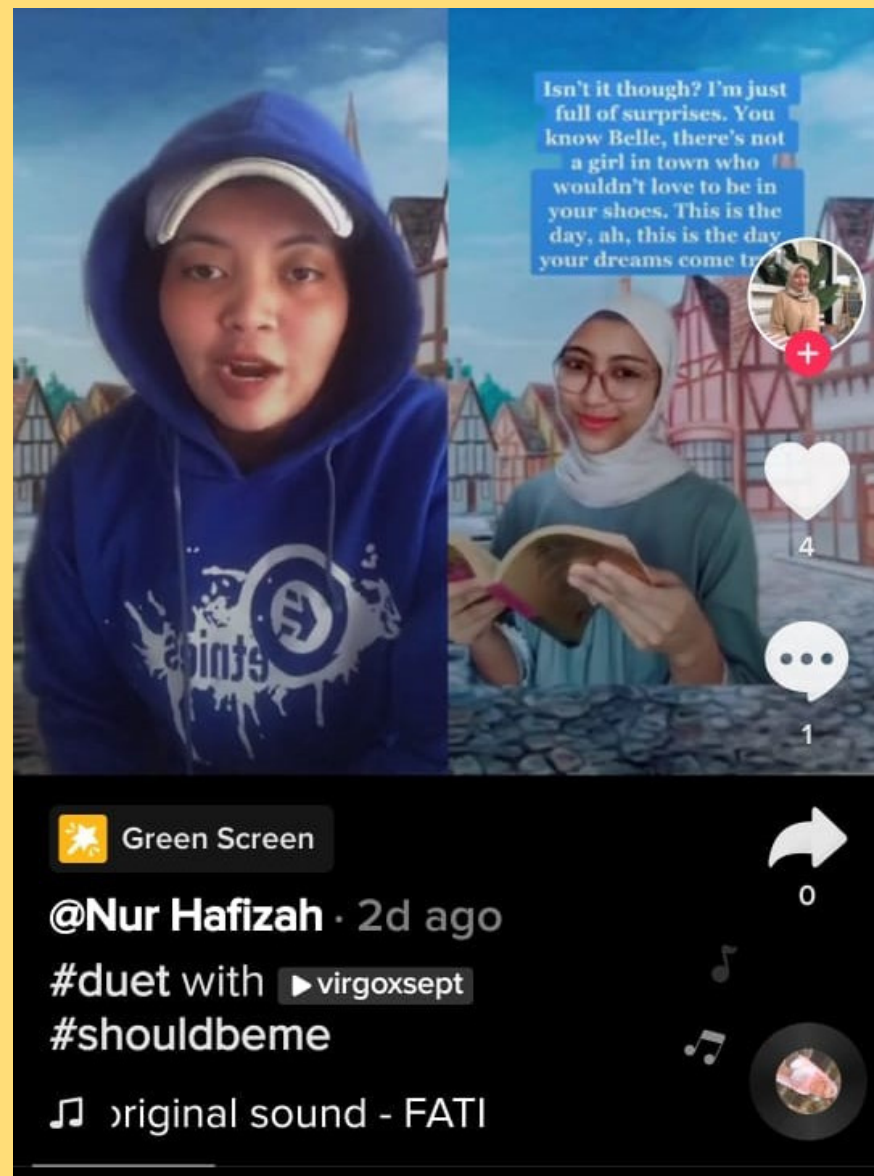 Isn't it though? I'm just
full of surprises. You
know Belle, there's not
a girl in town who
wouldn't love to be in
your shoes. This is the
day, ah, this is the day
your dreams come
etnies
4
1
Green Screen
0
@Nur Hafizah · 2d ago
#duet with virgoxsept
#shouldbeme
original sound - FATI